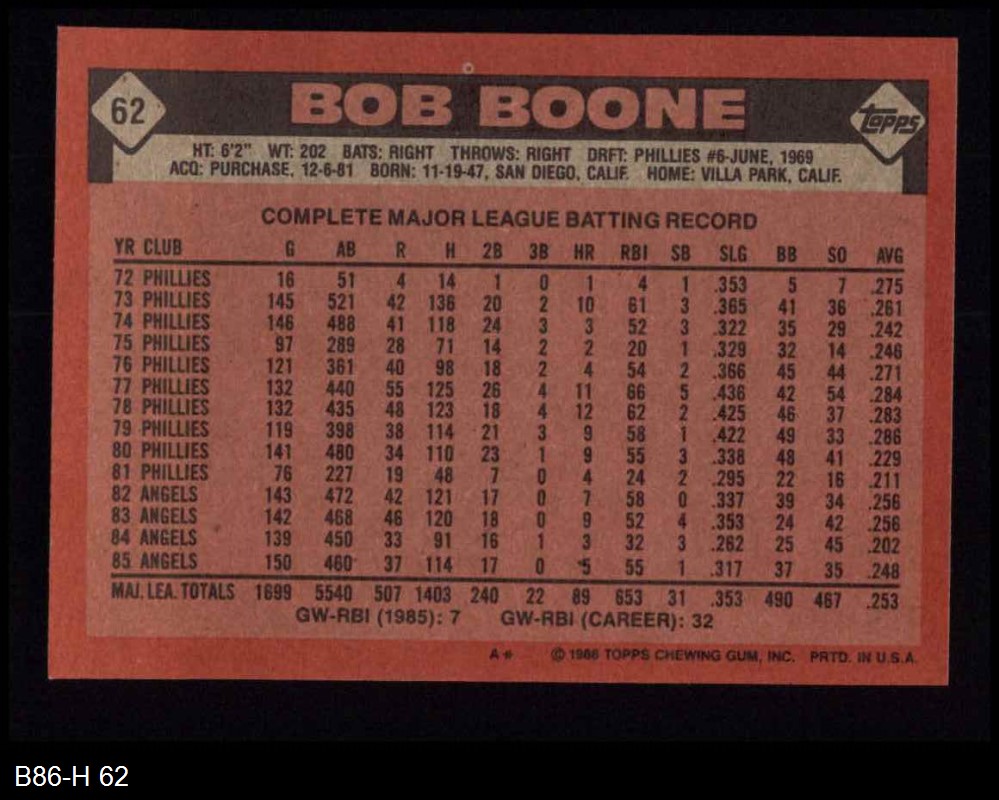 62
BOB BOONE
Topps
HT: 6'2" WT: 202 BATS: RIGHT THROWS: RIGHT DRFT: PHILLIES #6-JUNE, 1969
ACQ: PURCHASE, 12-6-81 BORN: 11-19-47, SAN DIEGO, CALIF. HOME: VILLA PARK, CALIF.
COMPLETE MAJOR LEAGUE BATTING RECORD
YR CLUB G AB R H 2B 3B HR RBI SB SLG BB SO AVG
72 PHILLIES 16 51 4 14 1 0 1 4 1 .353 5 7 .275
73 PHILLIES 145 521 42 136 20 2 10 61 3 .365 41 36 .261
74 PHILLIES 146 488 41 118 24 3 3 52 3 .322 35 29 .242
75 PHILLIES 97 289 28 71 14 2 2 20 1 .329 32 14 .246
76 PHILLIES 121 361 40 98 18 2 4 54 2 .366 45 44 .271
77 PHILLIES 132 440 55 125 26 4 11 66 5 .436 42 54 .284
78 PHILLIES 132 435 48 123 18 4 12 62 2 .425 46 37 .283
79 PHILLIES 119 398 38 114 21 3 9 58 1 .422 49 33 .286
80 PHILLIES 141 480 34 110 23 1 9 55 3 .338 48 41 .229
81 PHILLIES 76 227 19 48 7 0 4 24 2 .295 22 16 .211
82 ANGELS 143 472 42 121 17 0 7 58 0 .337 39 34 .256
83 ANGELS 142 468 46 120 18 0 9 52 4 .353 24 42 .256
84 ANGELS 139 450 33 91 16 1 3 32 3 .262 25 45 .202
85 ANGELS 150 460 37 114 17 0 5 55 1 .317 37 35 .248
MAJ. LEA. TOTALS 1699 5540 507 1403 240 22 89 653 31 .353 490 467 .253
GW-RBI (1985): 7 GW-RBI (CAREER): 32
A* © 1986 TOPPS CHEWING GUM, INC. PRTD. IN U.S.A.
B86-H 62